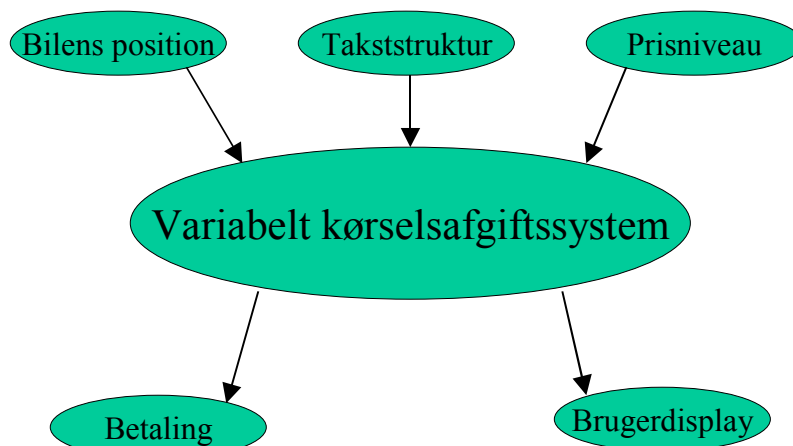 Bilens position
Takststruktur
Prisniveau
Variabelt kørselsafgiftssystem
Betaling
Brugerdisplay